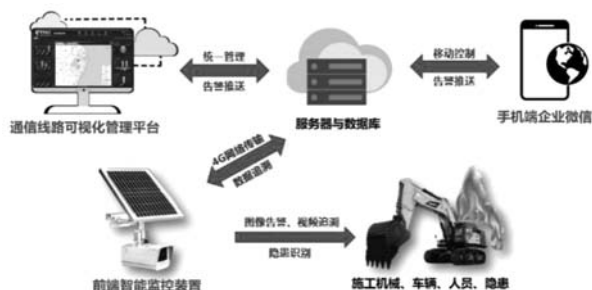 统一管理
告警推送
移动控制
告警推送
通信线路可视化管理平台
服务器与数据库
手机端企业微信
4G网络传输
数据追溯
图像告警、视频追溯
隐患识别
前端智能监控装置
施工机械、车辆、人员、隐患